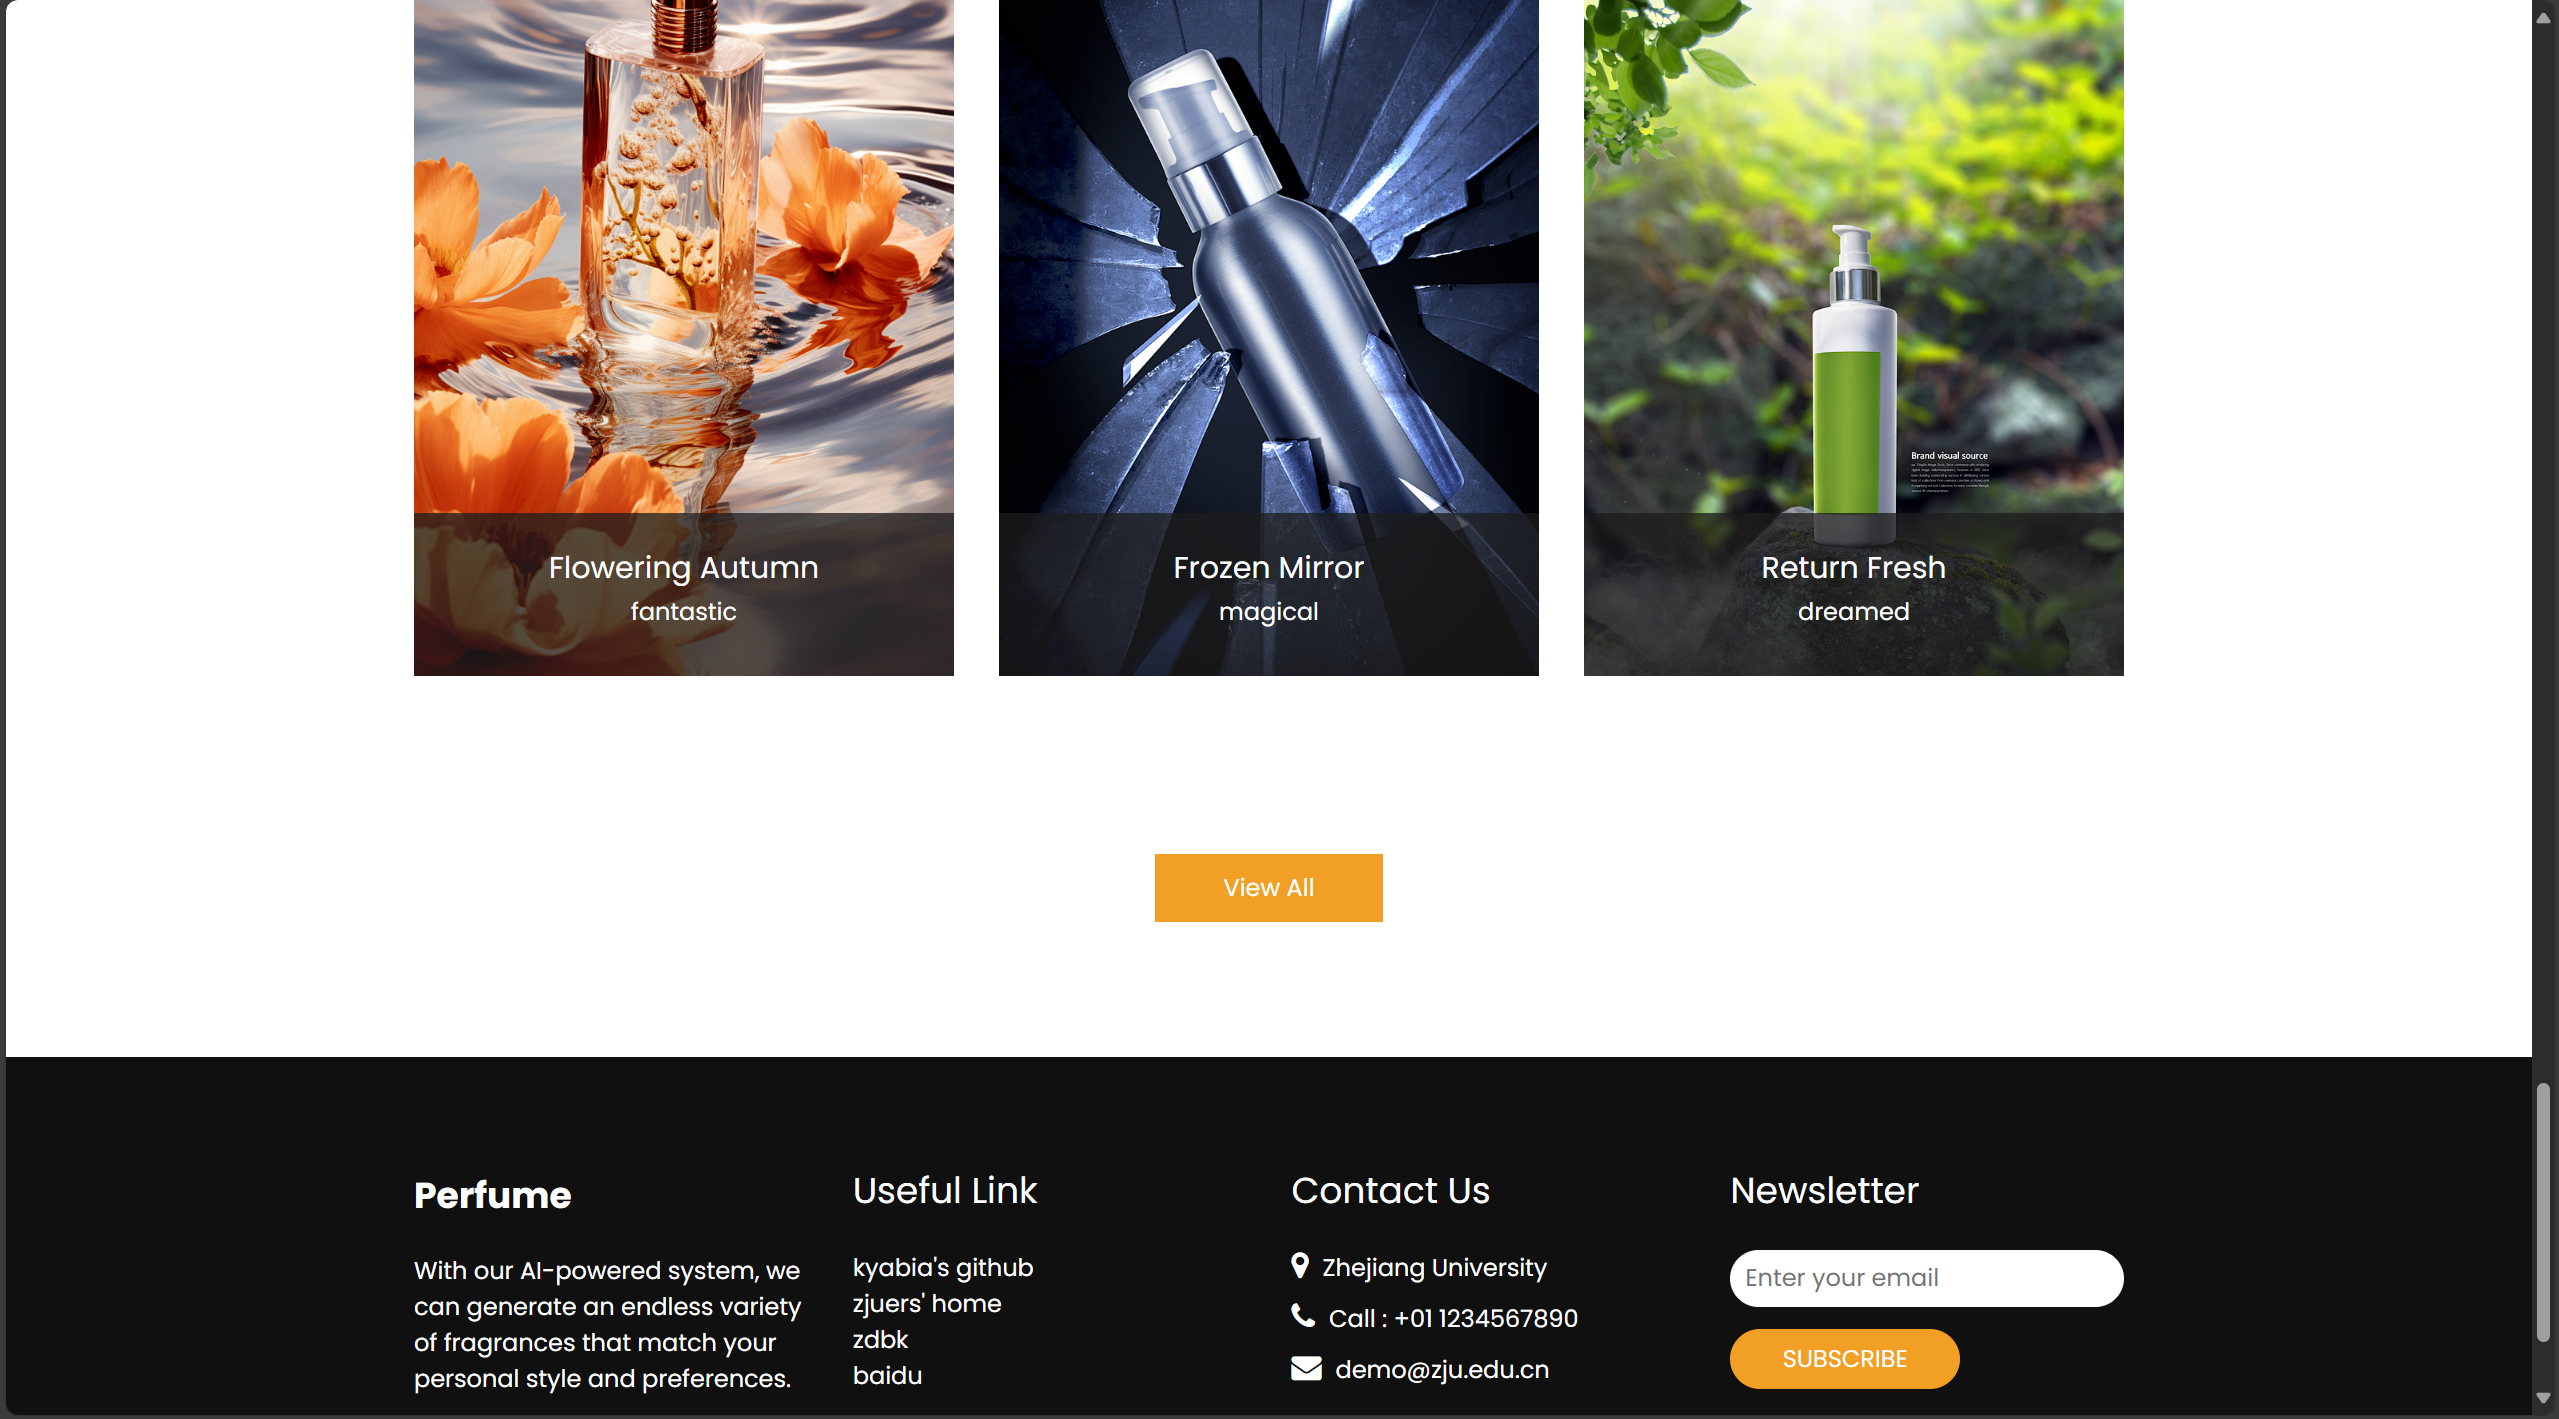 Brand visual source
Flowering Autumn
fantastic
Frozen Mirror
magical
Return Fresh
dreamed
View All
Perfume
With our AI-powered system, we
can generate an endless variety
of fragrances that match your
personal style and preferences.
Useful Link
kyabia's github
zjuers' home
zdbk
baidu
Contact Us
Zhejiang University
Call : +01 1234567890
demo@zju.edu.cn
Newsletter
Enter your email
SUBSCRIBE